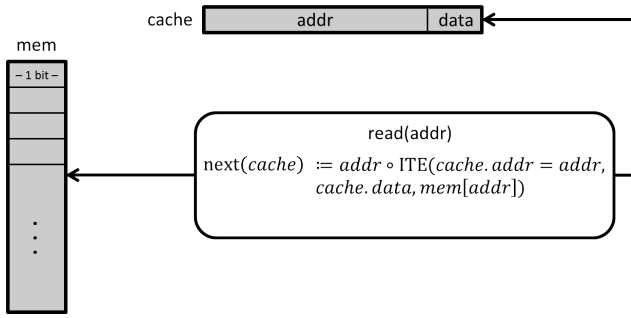 cache addr data
mem
– 1 bit –
read(addr)
next(cache) := addr ∘ ITE(cache.addr = addr,
cache.data, mem[addr])